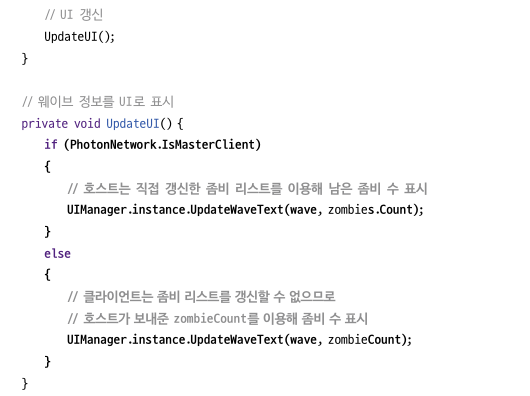 // UI 갱신
UpdateUI();
}
// 웨이브 정보를 UI로 표시
private void UpdateUI() {
if (PhotonNetwork.IsMasterClient)
{
// 호스트는 직접 갱신한 좀비 리스트를 이용해 남은 좀비 수 표시
UIManager.instance.UpdateWaveText(wave, zombies.Count);
}
else
{
// 클라이언트는 좀비 리스트를 갱신할 수 없으므로
// 호스트가 보내준 zombieCount를 이용해 좀비 수 표시
UIManager.instance.UpdateWaveText(wave, zombieCount);
}
}